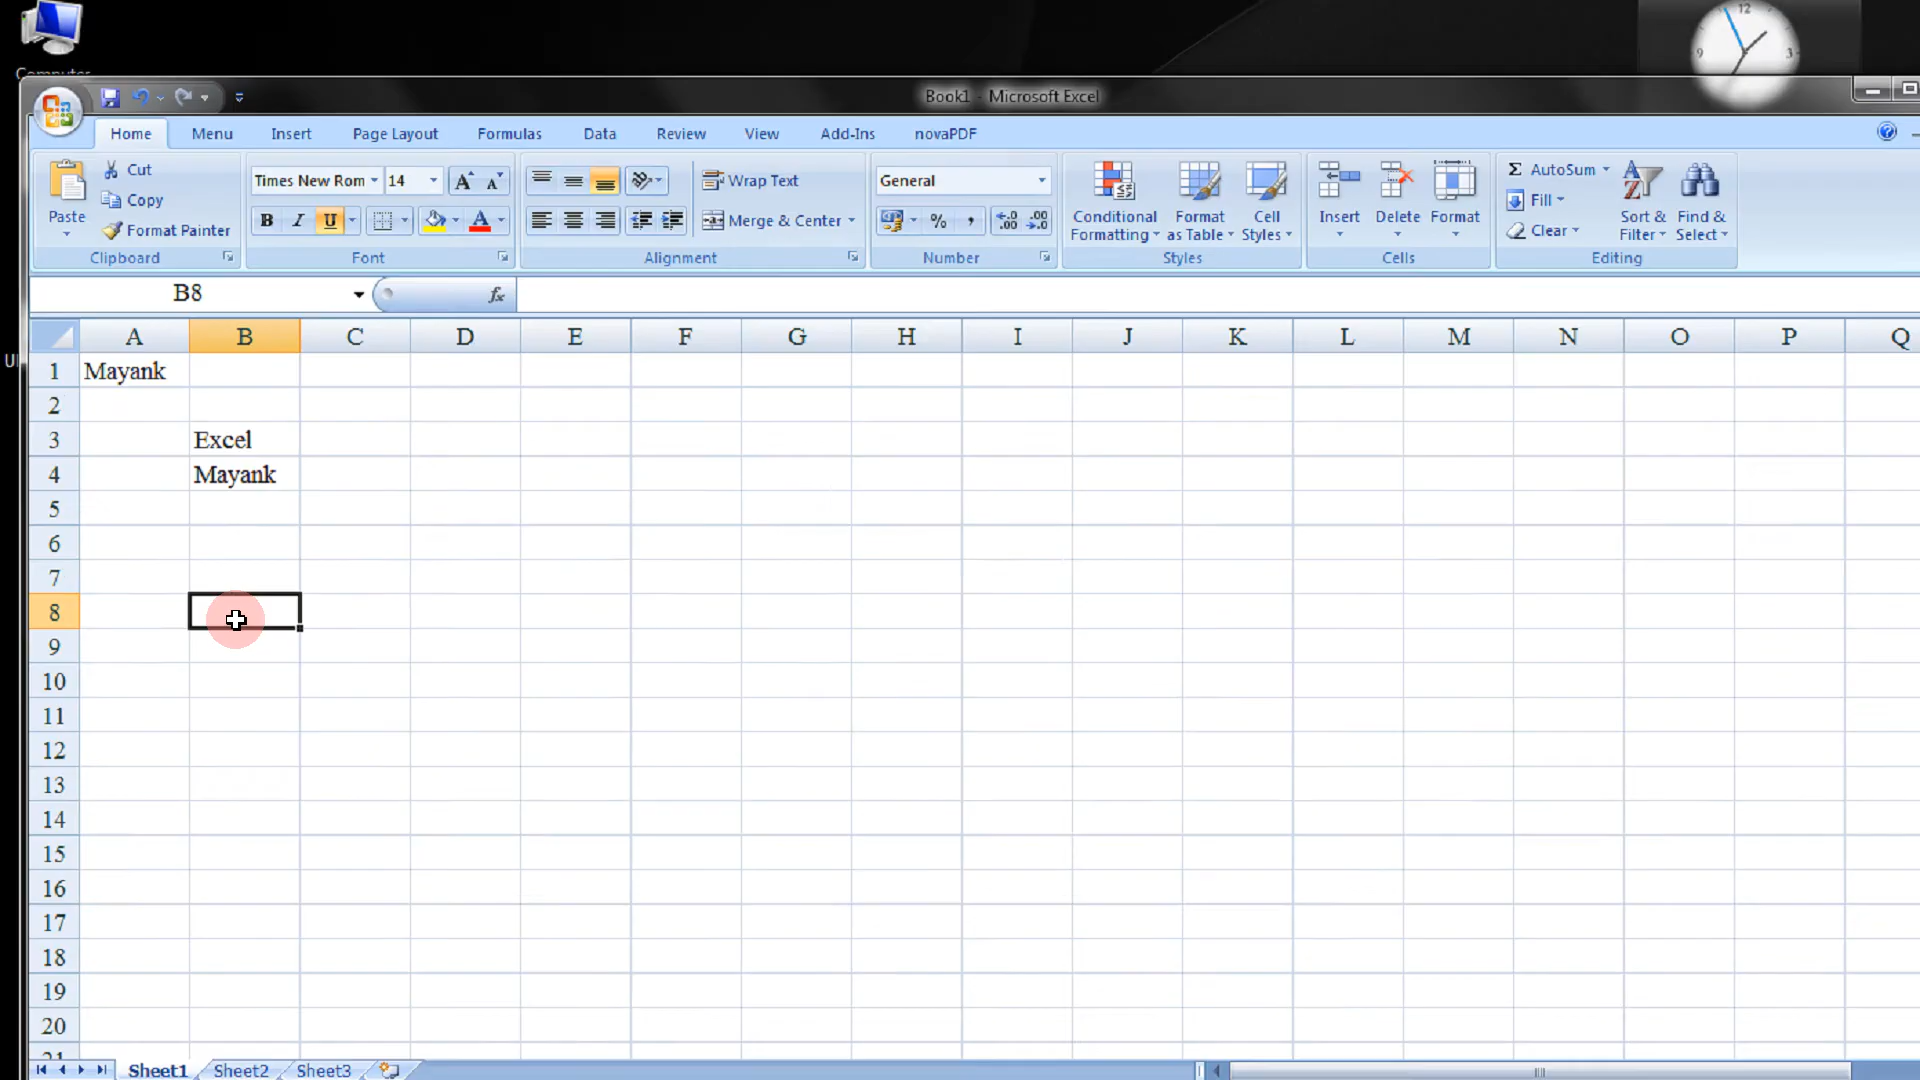 12
9
3
Computer
Book1 - Microsoft Excel
Home Menu Insert Page Layout Formulas Data Review View Add-Ins novaPDF
Paste
Cut
Copy
Format Painter
Clipboard
Times New Rom 14
B I U
Font
Wrap Text
Merge & Center
Alignment
General
% ,
Number
Conditional Formatting
Format as Table
Cell Styles
Styles
Insert
Delete
Format
Cells
Σ AutoSum
Fill
Clear
Sort & Filter
Find & Select
Editing
B8
fx
A B C D E F G H I J K L M N O P Q
1 Mayank
2
3 Excel
4 Mayank
5
6
7
8
9
10
11
12
13
14
15
16
17
18
19
20
21
Sheet1 Sheet2 Sheet3